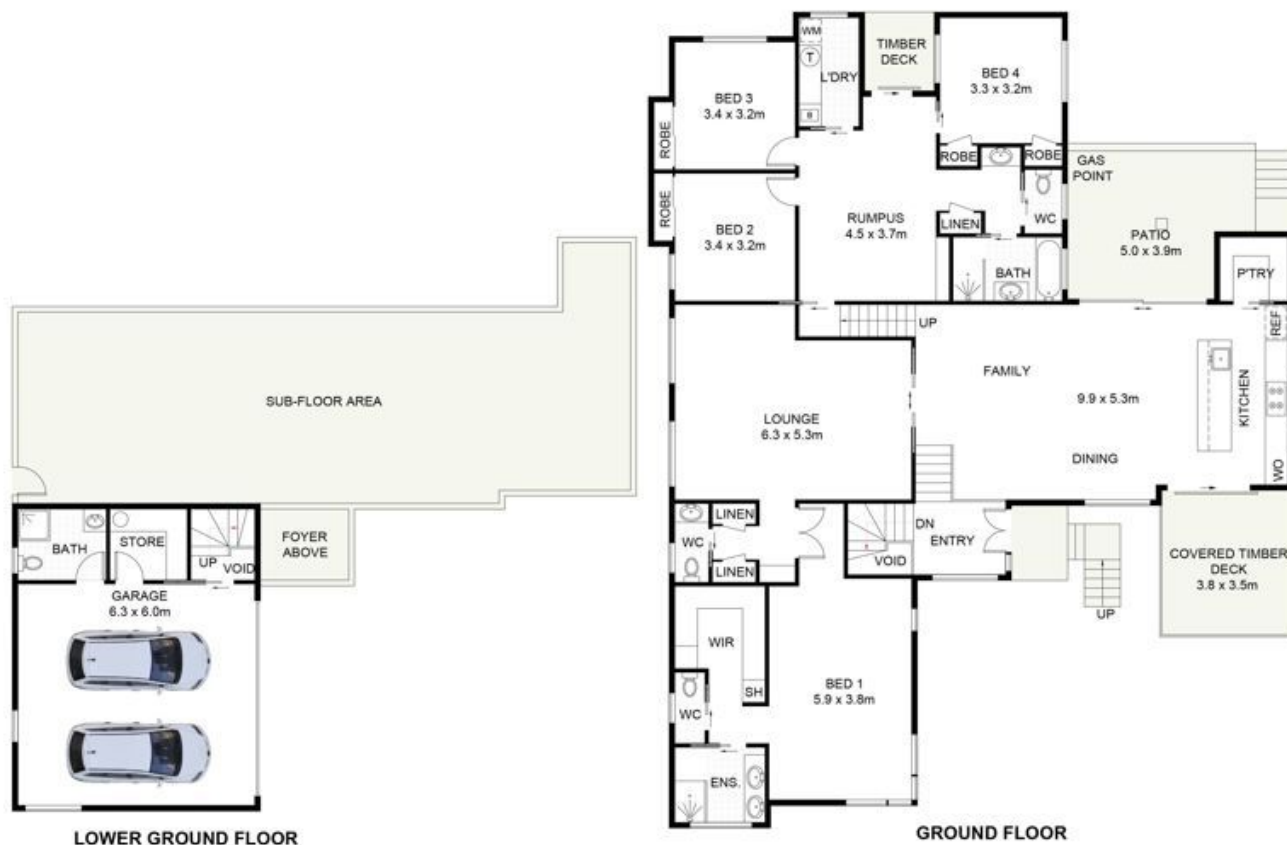 WM
T
L'DRY
TIMBER
DECK
BED 4
3.3 x 3.2m
BED 3
3.4 x 3.2m
ROBE
ROBE
ROBE
GAS
POINT
ROBE
BED 2
3.4 x 3.2m
RUMPUS
4.5 x 3.7m
LINEN
WC
PATIO
5.0 x 3.9m
BATH
P'TRY
UP
REF
FAMILY
9.9 x 5.3m
KITCHEN
LOUNGE
6.3 x 5.3m
DINING
WO
WC
LINEN
LINEN
DN
ENTRY
VOID
UP
COVERED TIMBER
DECK
3.8 x 3.5m
WIR
SH
BED 1
5.9 x 3.8m
WC
ENS.
GROUND FLOOR
SUB-FLOOR AREA
BATH
STORE
UP
VOID
FOYER
ABOVE
GARAGE
6.3 x 6.0m
LOWER GROUND FLOOR